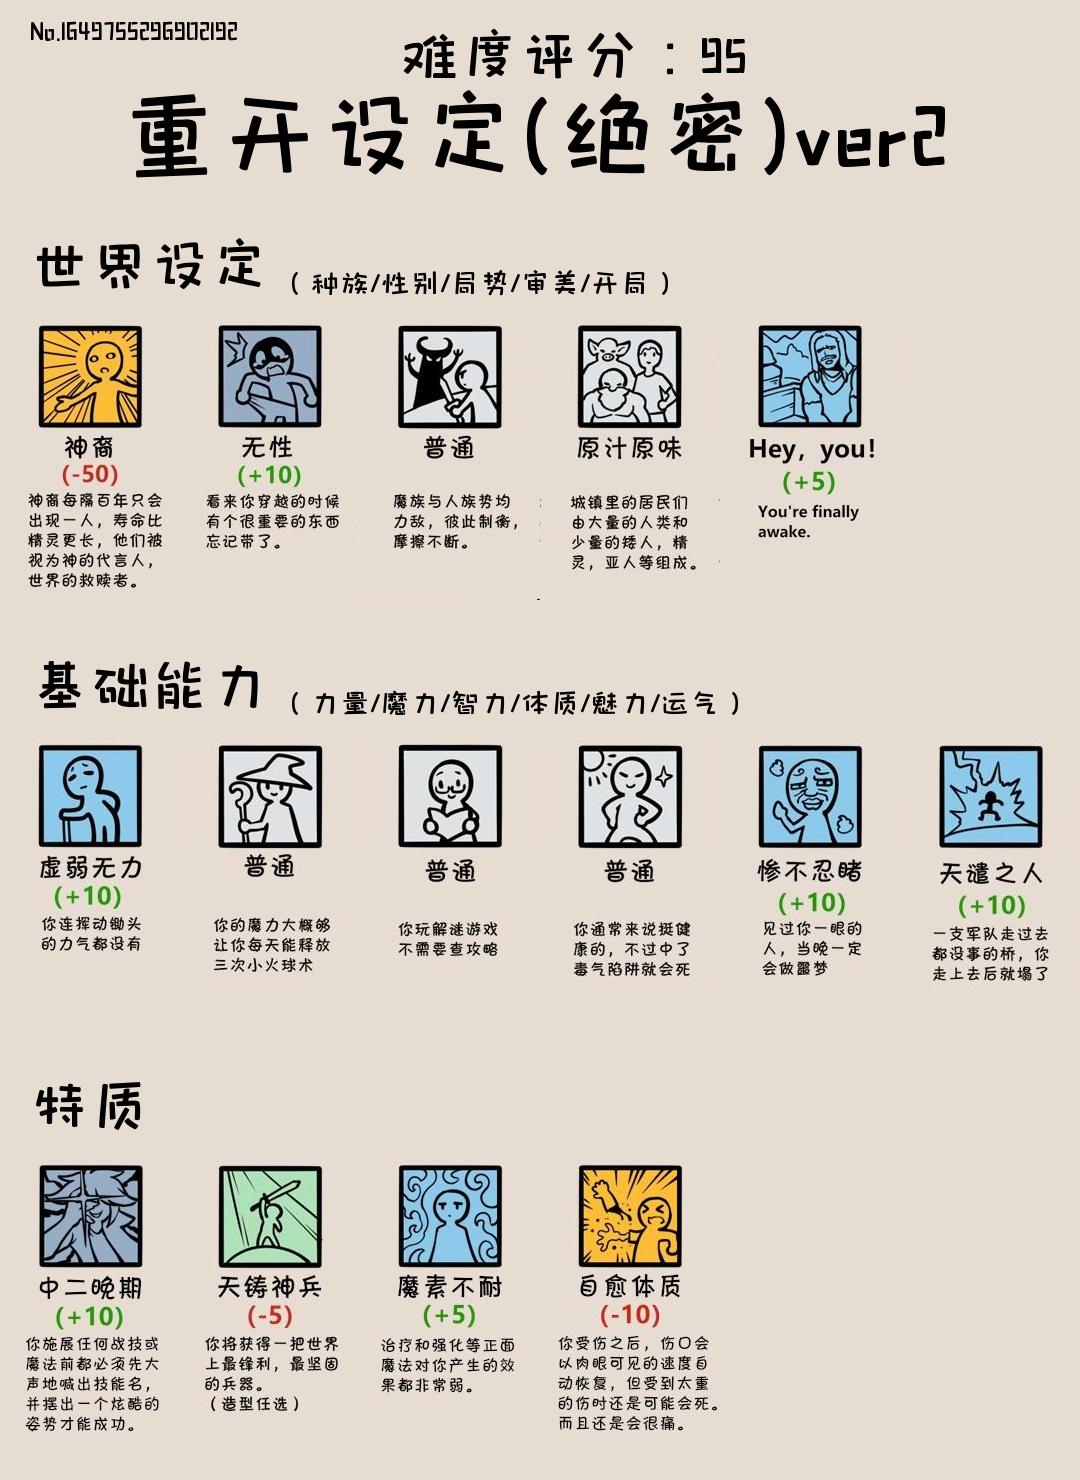 No.1649755296902192
难度评分：95
重开设定(绝密)ver2
世界设定（种族/性别/局势/审美/开局）
神裔
(-50)
神裔每隔百年只会
出现一人，寿命比
精灵更长，他们被
视为神的代言人，
世界的救赎者。
无性
(+10)
看来你穿越的时候
有个很重要的东西
忘记带了。
普通
魔族与人族势均
力敌，彼此制衡，
摩擦不断。
原汁原味
城镇里的居民们
由大量的人类和
少量的矮人，精
灵，亚人等组成。
Hey, you!
(+5)
You're finally
awake.
基础能力（力量/魔力/智力/体质/魅力/运气）
虚弱无力
(+10)
你连挥动锄头
的力气都没有
普通
你的魔力大概够
让你每天能释放
三次小火球术
普通
你玩解谜游戏
不需要查攻略
普通
你通常来说挺健
康的，不过中了
毒气陷阱就会死
惨不忍睹
(+10)
见过你一眼的
人，当晚一定
会做噩梦
天谴之人
(+10)
一支军队走过去
都没事的桥，你
走上去后就塌了
特质
中二晚期
(+10)
你施展任何战技或
魔法前都必须先大
声地喊出技能名，
并摆出一个炫酷的
姿势才能成功。
天铸神兵
(-5)
你将获得一把世界
上最锋利，最坚固
的兵器。
（造型任选）
魔素不耐
(+5)
治疗和强化等正面
魔法对你产生的效
果都非常弱。
自愈体质
(-10)
你受伤之后，伤口会
以肉眼可见的速度自
动恢复，但受到太重
的伤时还是可能会死。
而且还是会很痛。